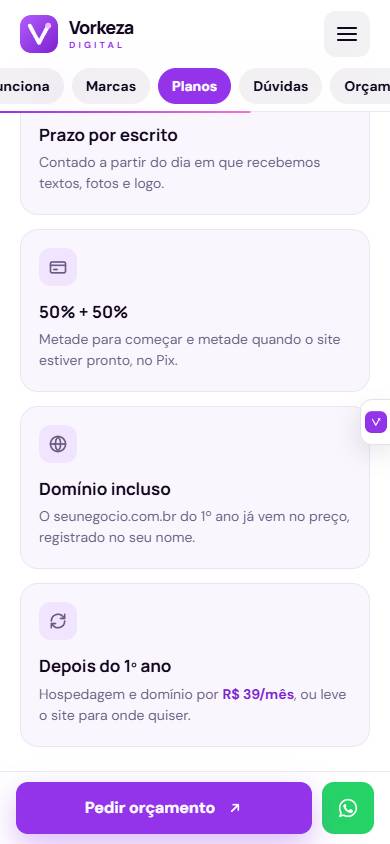 Vorkeza
DIGITAL
unciona
Marcas
Planos
Dúvidas
Orçam
Prazo por escrito
Contado a partir do dia em que recebemos
textos, fotos e logo.
50% + 50%
Metade para começar e metade quando o site
estiver pronto, no Pix.
Domínio incluso
O seunegocio.com.br do 1º ano já vem no preço,
registrado no seu nome.
Depois do 1º ano
Hospedagem e domínio por R$ 39/mês, ou leve
o site para onde quiser.
Pedir orçamento